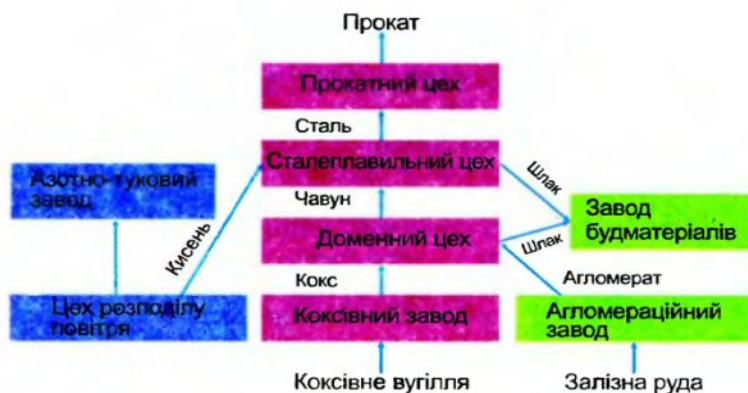 Прокат
Прокатний цех
Сталь
Сталеплавильний цех
Азотно-туковий
завод
Шлак
Чавун
Завод
будматеріалів
Кисень
Доменний цех
Шлак
Кокс
Агломерат
Цех розподілу
повітря
Коксівний завод
Агломераційний
завод
Коксівне вугілля
Залізна руда